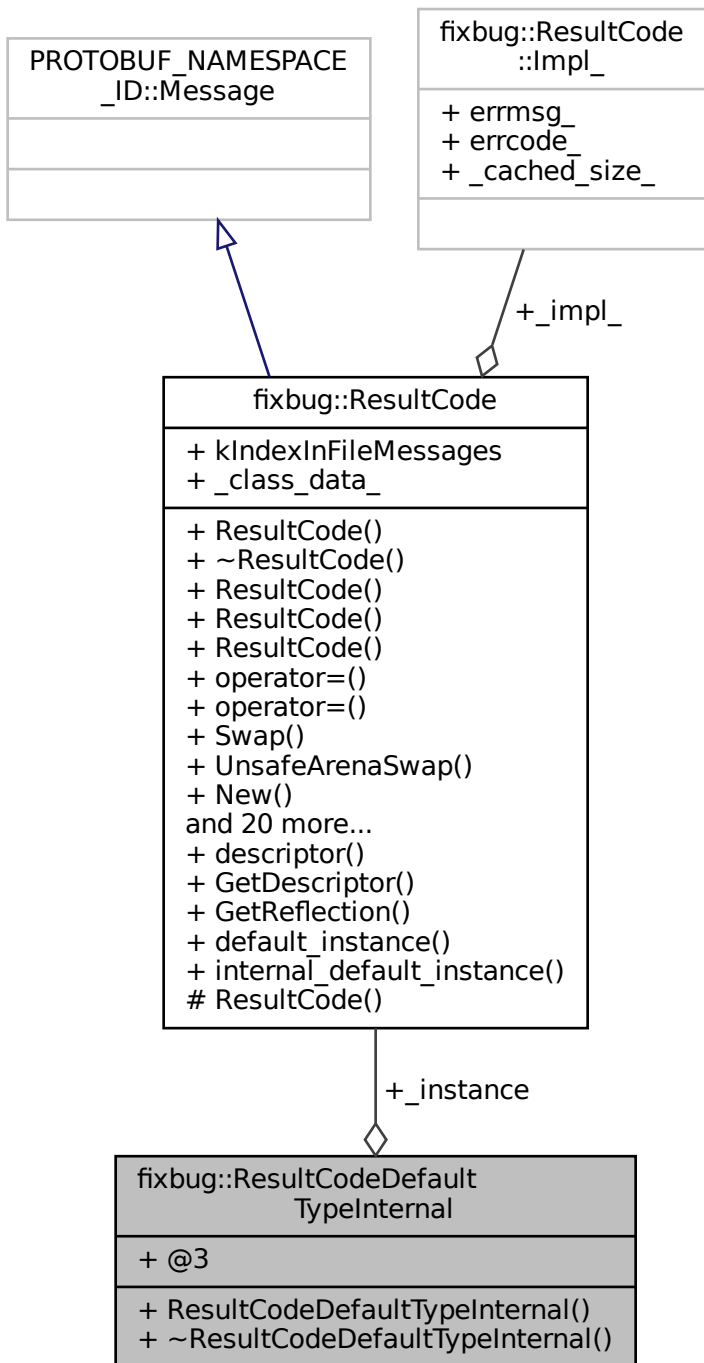 PROTOBUF_NAMESPACE
_ID::Message
fixbug::ResultCode
::Impl_
+ errmsg_
+ errcode_
+ _cached_size_
+_impl_
fixbug::ResultCode
+ kIndexInFileMessages
+ _class_data_
+ ResultCode()
+ ~ResultCode()
+ ResultCode()
+ ResultCode()
+ ResultCode()
+ operator=()
+ operator=()
+ Swap()
+ UnsafeArenaSwap()
+ New()
and 20 more...
+ descriptor()
+ GetDescriptor()
+ GetReflection()
+ default_instance()
+ internal_default_instance()
# ResultCode()
+_instance
fixbug::ResultCodeDefault
TypeInternal
+ @3
+ ResultCodeDefaultTypeInternal()
+ ~ResultCodeDefaultTypeInternal()